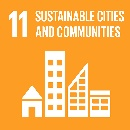 11 SUSTAINABLE CITIES
AND COMMUNITIES